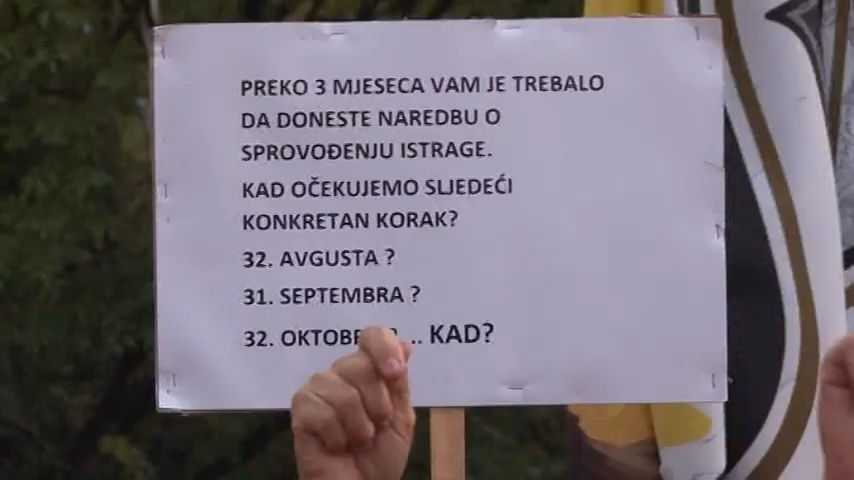 PREKO 3 MJESECA VAM JE TREBALO
DA DONESTE NAREDBU O
SPROVOĐENJU ISTRAGE.
KAD OČEKUJEMO SLJEDEĆI
KONKRETAN KORAK?
32. AVGUSTA ?
31. SEPTEMBRA ?
32. ... KAD?